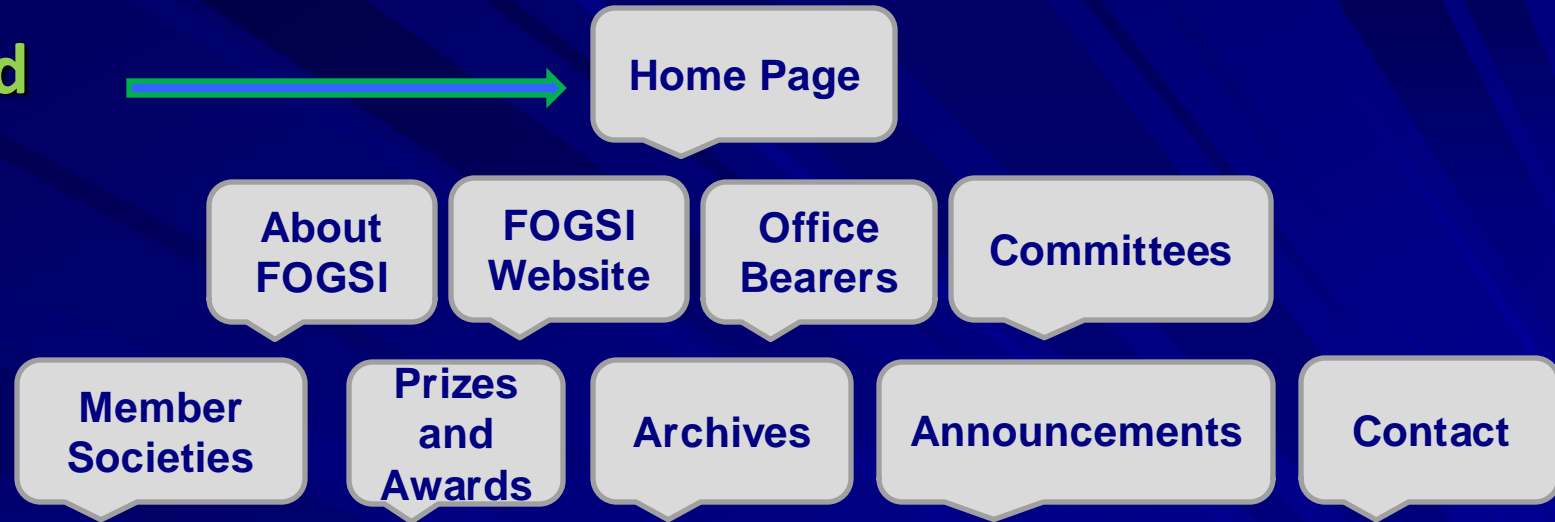 Home Page
About
FOGSI
FOGSI
Website
Office
Bearers
Committees
Member
Societies
Prizes
and
Awards
Archives
Announcements
Contact